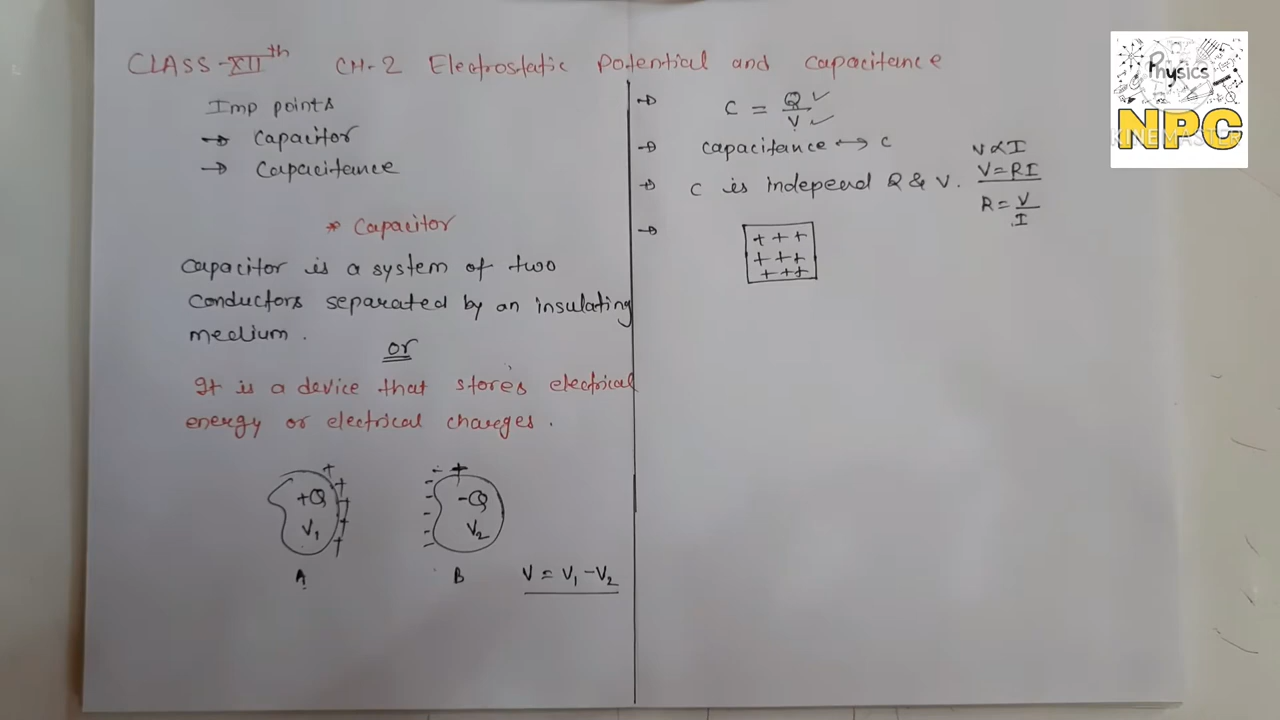 CLASS-XIIth CH-2 Electrostatic Potential and Capacitance
Imp points
→ Capacitor
→ Capacitance
* Capacitor
Capacitor is a system of two
conductors separated by an insulating
medium.
or
It is a device that stores electrical
energy or electrical charges.
+Q
V₁
A
-Q
V₂
B
V = V₁ - V₂
→ C = Q/V
→ Capacitance ↔ C
→ C is independ Q & V.
V ∝ I
V = RI
R = V/I
→
+ + +
+ + +
+ + +
Physics
NPC
KINEMASTER